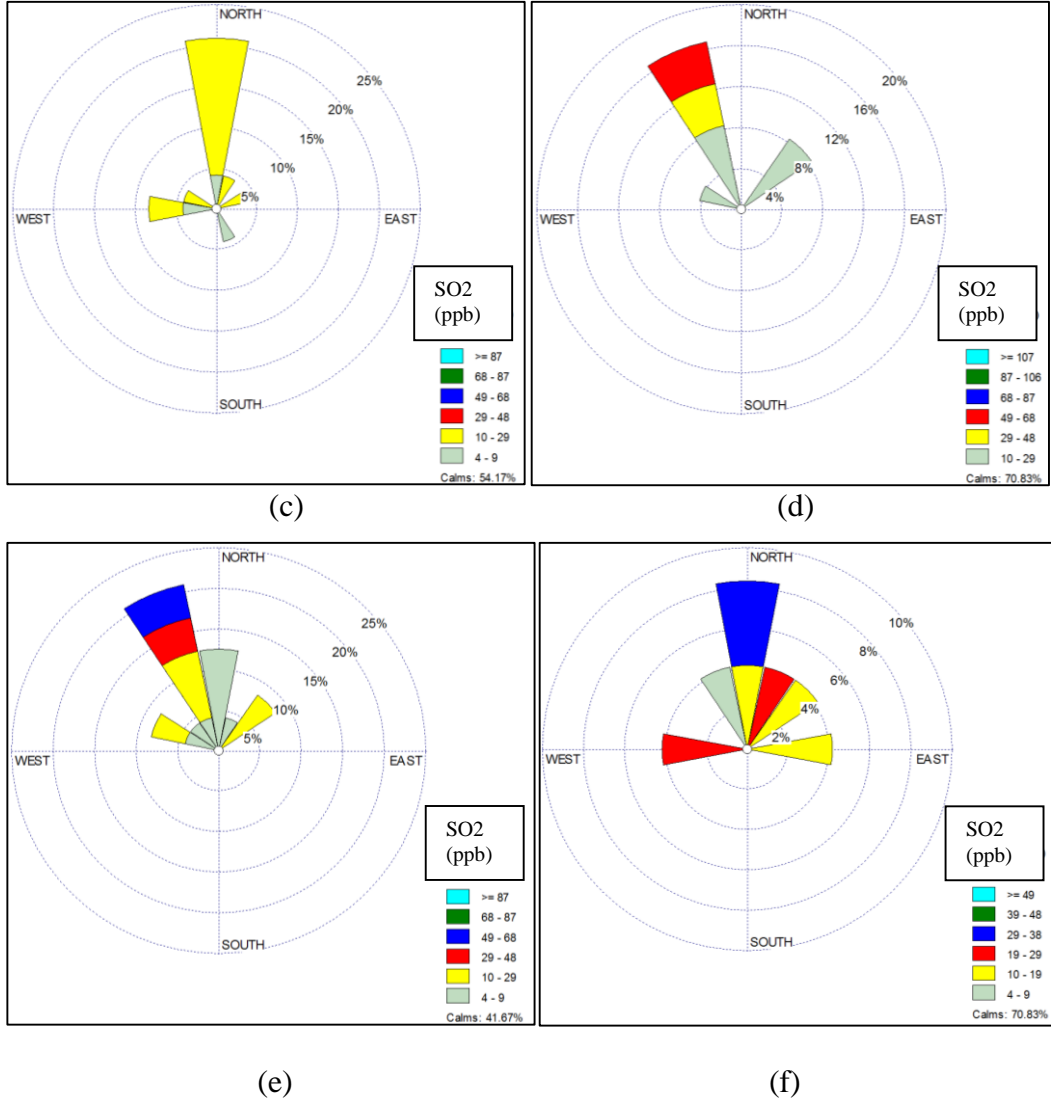 NORTH
25%
20%
15%
10%
5%
WEST
EAST
SOUTH
SO2
(ppb)
>= 87
68 - 87
49 - 68
29 - 48
10 - 29
4 - 9
Calms: 54.17%
(c)
NORTH
20%
16%
12%
8%
4%
WEST
EAST
SOUTH
SO2
(ppb)
>= 107
87 - 106
68 - 87
49 - 68
29 - 48
10 - 29
Calms: 70.83%
(d)
NORTH
25%
20%
15%
10%
5%
WEST
EAST
SOUTH
SO2
(ppb)
>= 87
68 - 87
49 - 68
29 - 48
10 - 29
4 - 9
Calms: 41.67%
(e)
NORTH
10%
8%
6%
4%
2%
WEST
EAST
SOUTH
SO2
(ppb)
>= 49
39 - 48
29 - 38
19 - 29
10 - 19
4 - 9
Calms: 70.83%
(f)